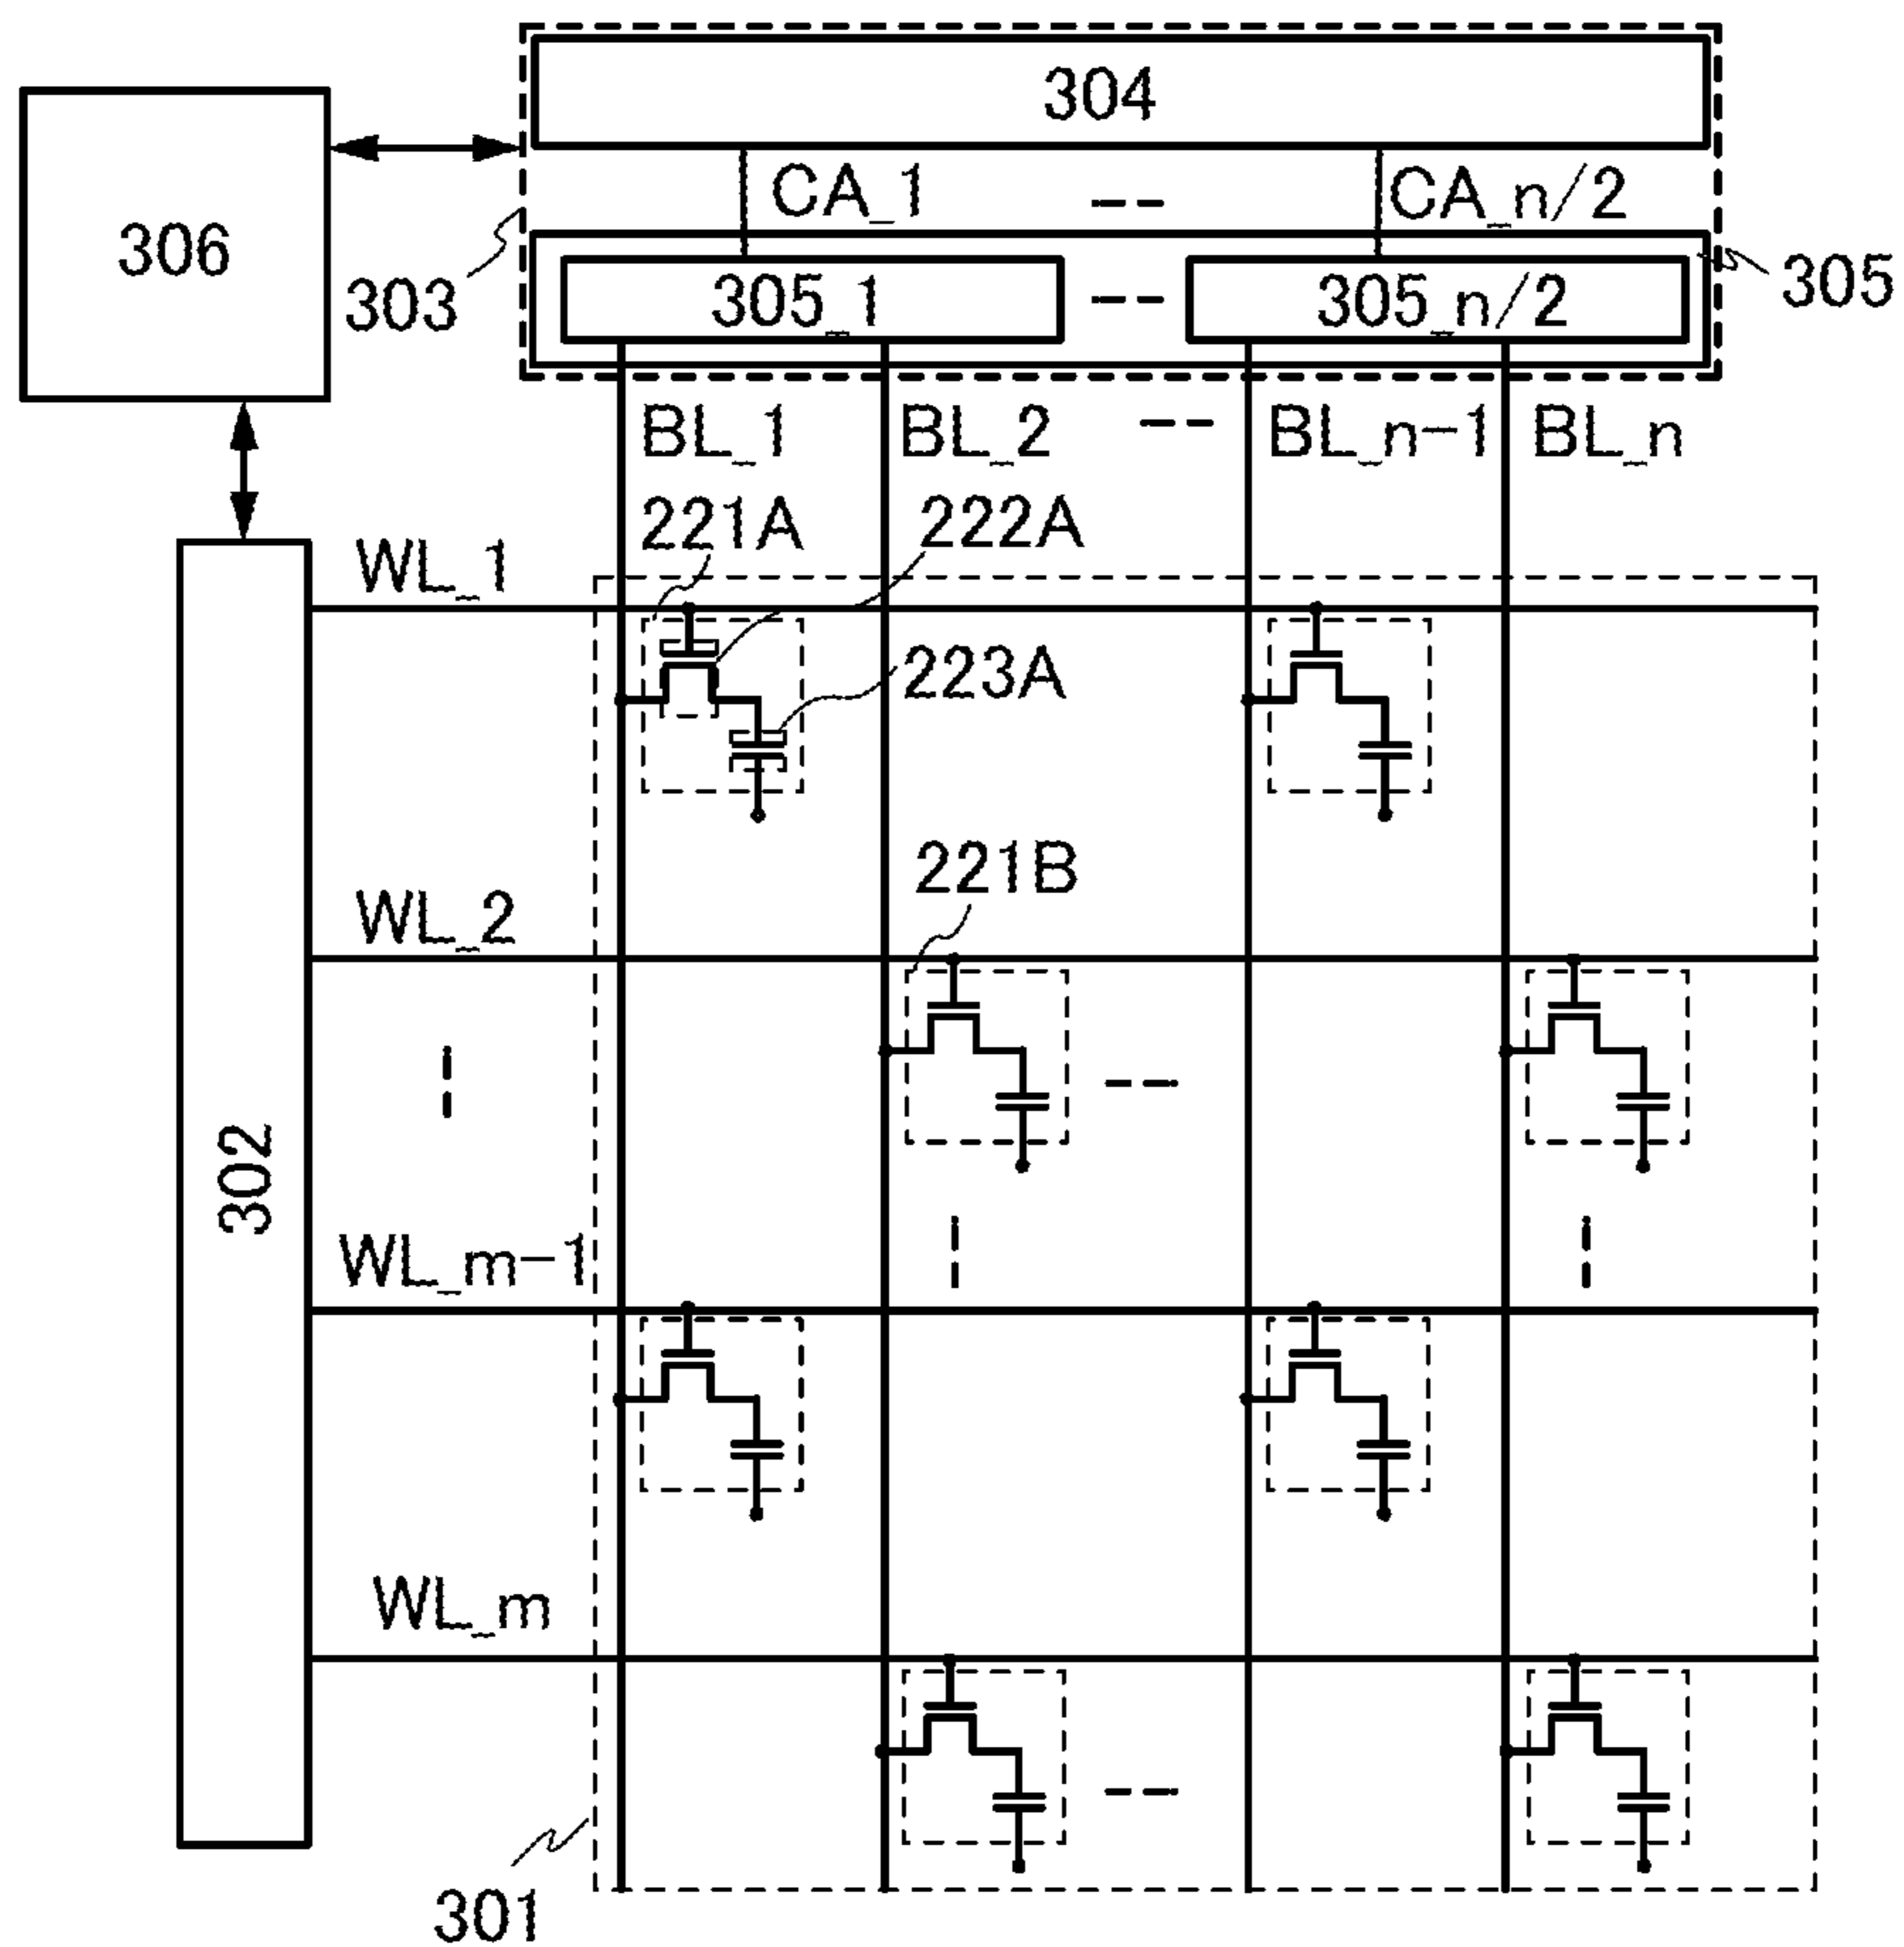 304
306
CA_1
CA_n/2
303
305
305_1
305_n/2
BL_1
BL_2
BL_n-1
BL_n
221A
222A
WL_1
223A
221B
WL_2
302
WL_m-1
WL_m
301